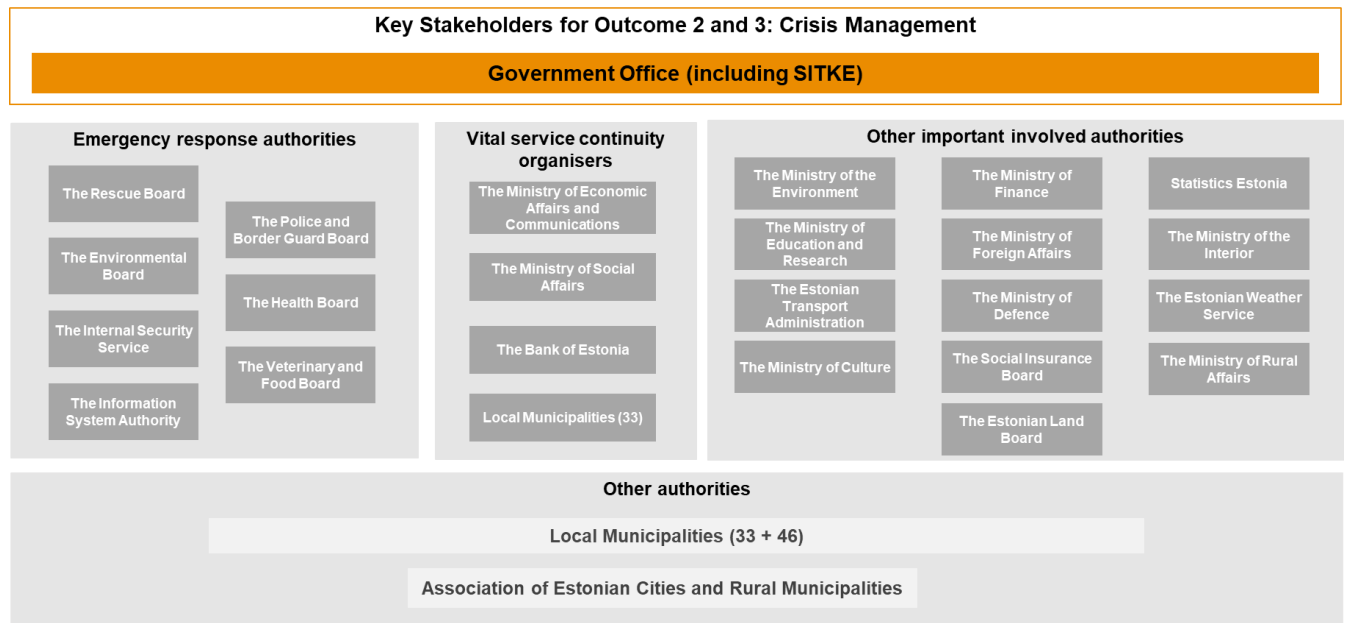 Key Stakeholders for Outcome 2 and 3: Crisis Management
Government Office (including SITKE)
Emergency response authorities
The Rescue Board
The Environmental
Board
The Internal Security
Service
The Information
System Authority
The Police and
Border Guard Board
The Health Board
The Veterinary and
Food Board
Vital service continuity
organisers
The Ministry of Economic
Affairs and
Communications
The Ministry of Social
Affairs
The Bank of Estonia
Local Municipalities (33)
Other important involved authorities
The Ministry of the
Environment
The Ministry of
Education and
Research
The Estonian
Transport
Administration
The Ministry of Culture
The Ministry of
Finance
The Ministry of
Foreign Affairs
The Ministry of
Defence
The Social Insurance
Board
The Estonian Land
Board
Statistics Estonia
The Ministry of the
Interior
The Estonian Weather
Service
The Ministry of Rural
Affairs
Other authorities
Local Municipalities (33 + 46)
Association of Estonian Cities and Rural Municipalities